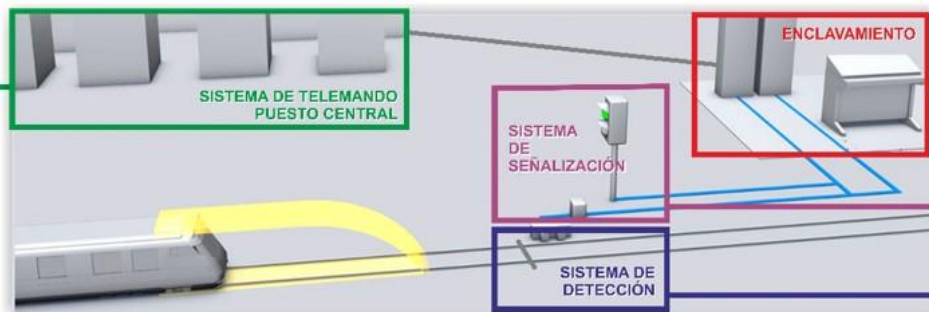 SISTEMA DE TELEMANDO
PUESTO CENTRAL
ENCLAVAMIENTO
SISTEMA
DE
SEÑALIZACIÓN
SISTEMA DE
DETECCIÓN